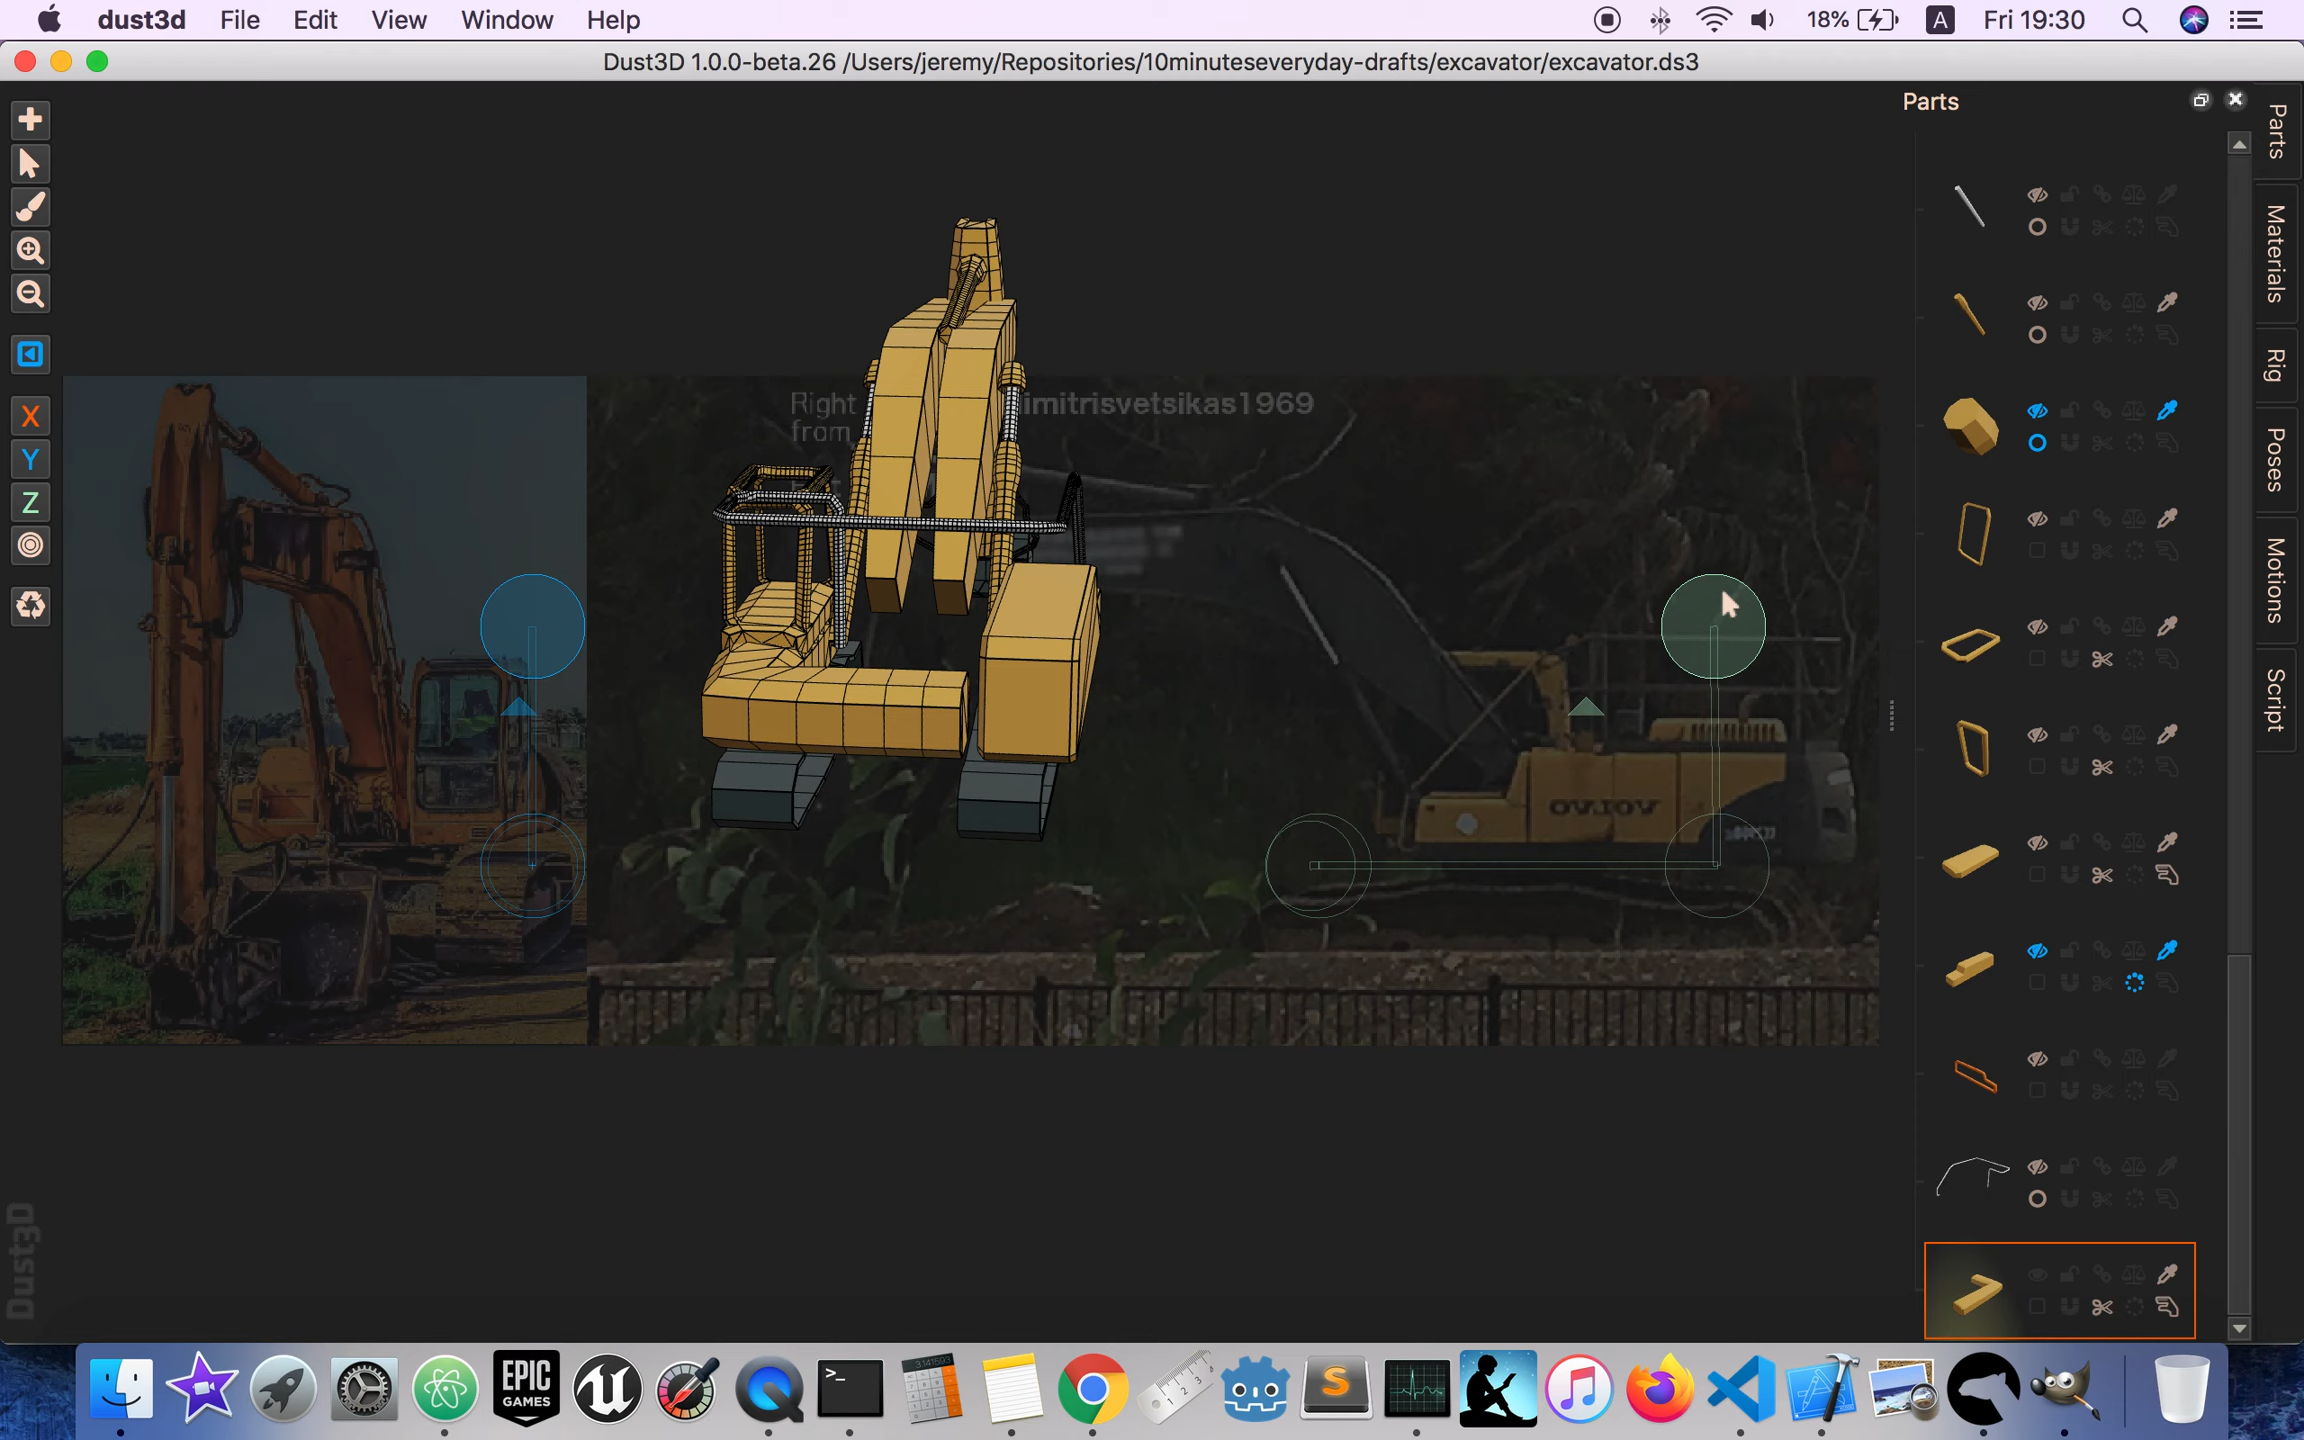 dust3d File Edit View Window Help 18% A Fri 19:30
Dust3D 1.0.0-beta.26 /Users/jeremy/Repositories/10minuteseveryday-drafts/excavator/excavator.ds3
Parts
Parts
Materials
Rig
Poses
Motions
Script
X
Y
Z
Right imitrisvetsikas1969
from
Dust3D
EPIC
GAMES